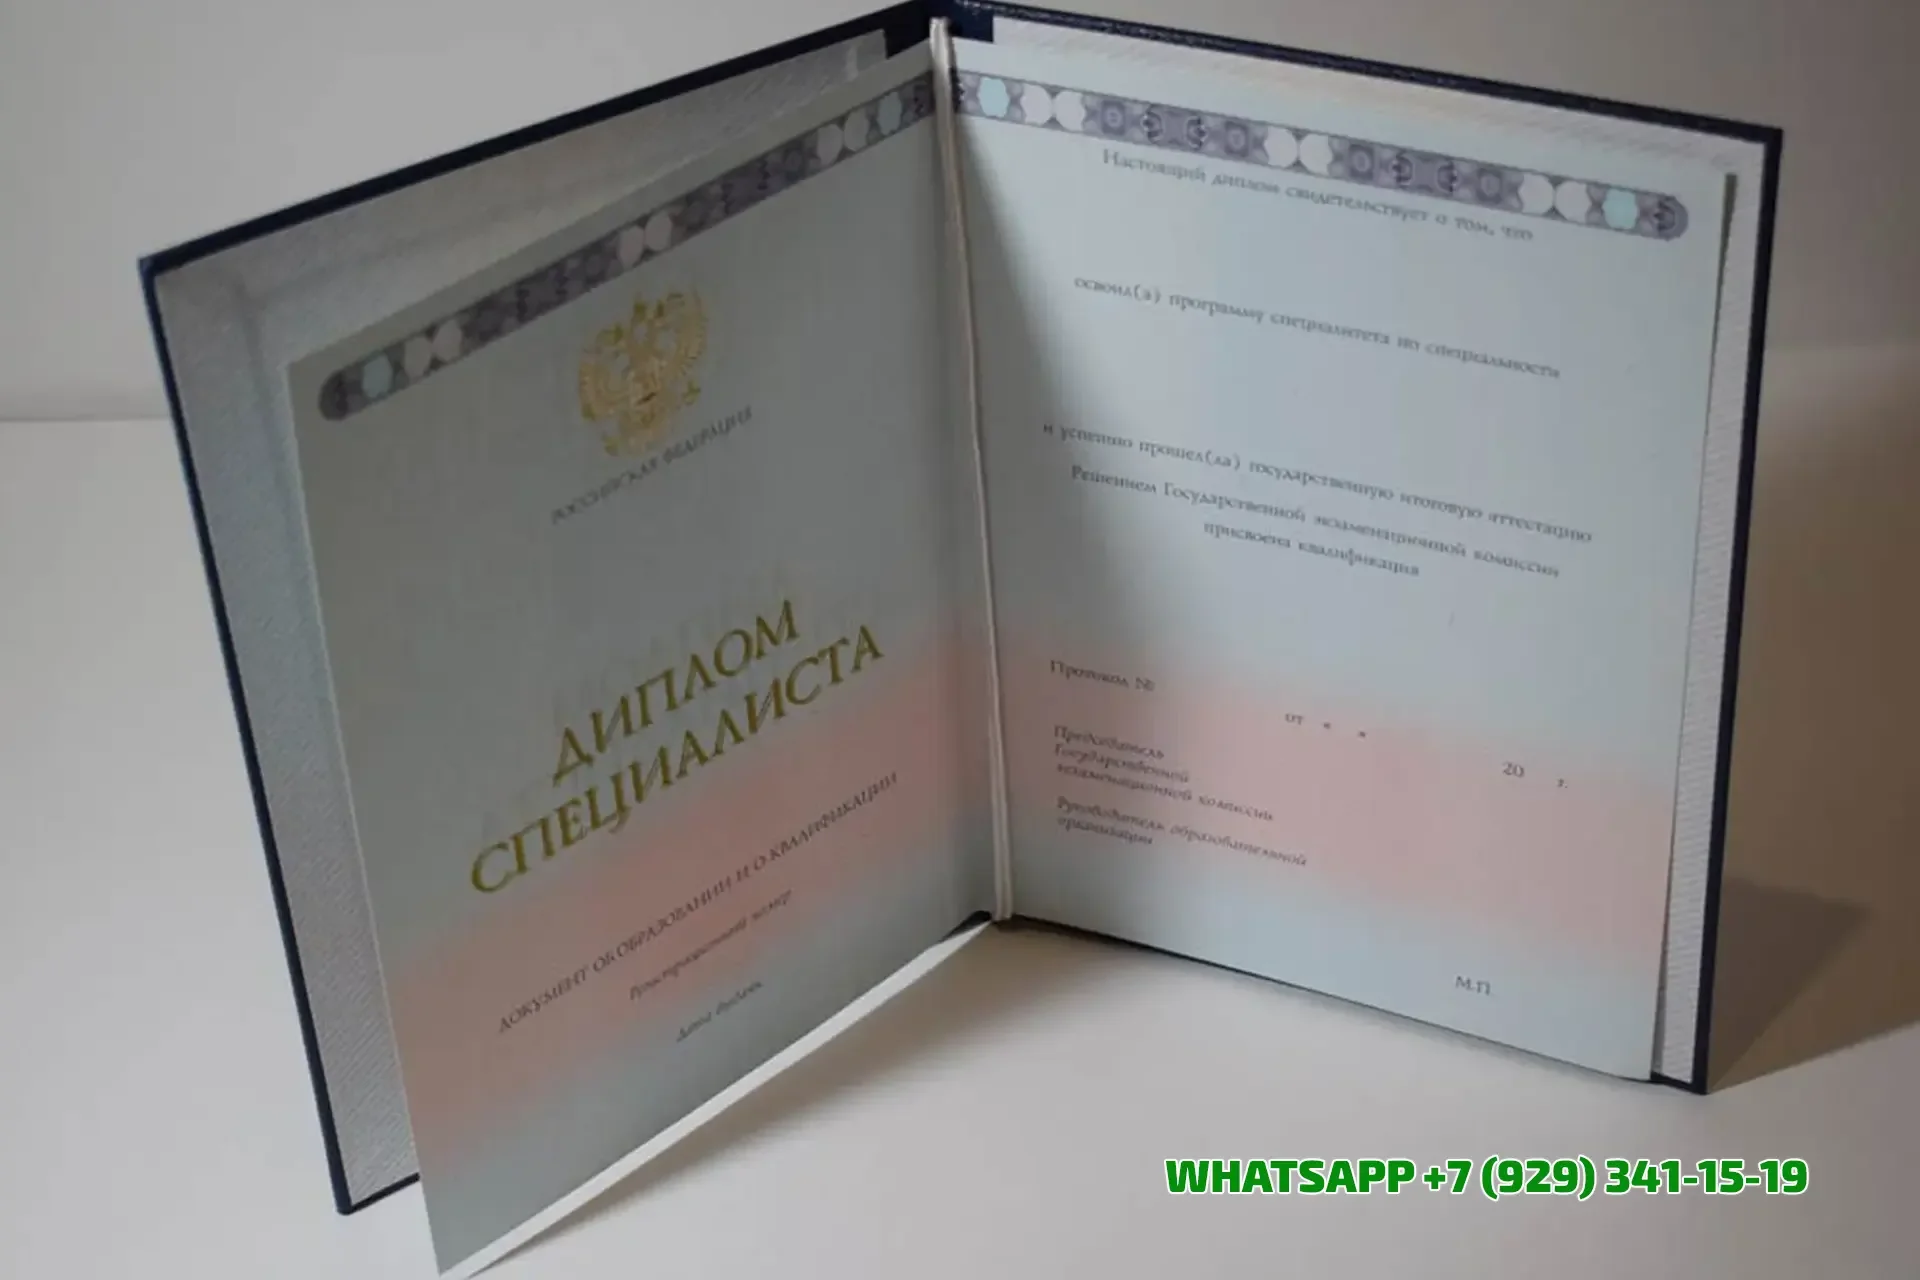 РОССИЙСКАЯ ФЕДЕРАЦИЯ
ДИПЛОМ
СПЕЦИАЛИСТА
ДОКУМЕНТ ОБ ОБРАЗОВАНИИ И О КВАЛИФИКАЦИИ
Регистрационный номер
Дата выдачи
Настоящий диплом свидетельствует о том, что
освоил(а) программу специалитета по специальности
и успешно прошел(ла) государственную итоговую аттестацию
Решением Государственной экзаменационной комиссии
присвоена квалификация
Протокол №
от « »
20 г.
Председатель
Государственной
экзаменационной комиссии
Руководитель образовательной
организации
М.П.
WHATSAPP +7 (929) 341-15-19